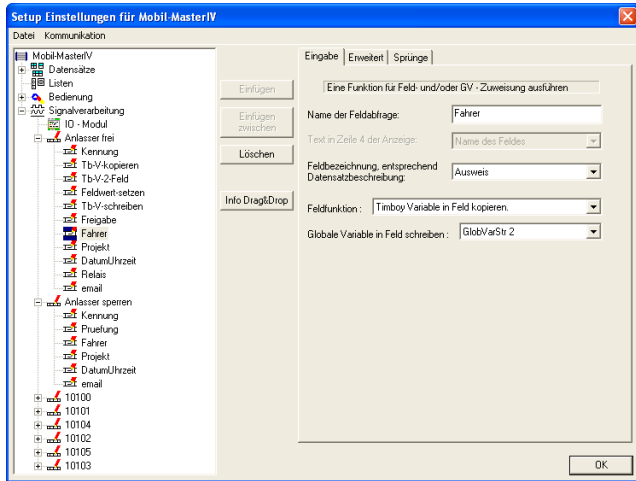 Setup Einstellungen für Mobil-MasterIV
Datei Kommunikation
Mobil-MasterIV
Datensätze
Listen
Bedienung
Signalverarbeitung
IO - Modul
Anlasser frei
Kennung
Tb-V-kopieren
Tb-V-2-Feld
Feldwert-setzen
Tb-V-schreiben
Freigabe
Fahrer
Projekt
DatumUhrzeit
Relais
email
Anlasser sperren
Kennung
Pruefung
Fahrer
Projekt
DatumUhrzeit
email
10100
10101
10104
10102
10105
10103
Einfügen
Einfügen
zwischen
Löschen
Info Drag&Drop
Eingabe Erweitert Sprünge
Eine Funktion für Feld- und/oder GV - Zuweisung ausführen
Name der Feldabfrage: Fahrer
Text in Zeile 4 der Anzeige: Name des Feldes
Feldbezeichnung, entsprechend
Datensatzbeschreibung: Ausweis
Feldfunktion : Timboy Variable in Feld kopieren.
Globale Variable in Feld schreiben : GlobVarStr 2
OK